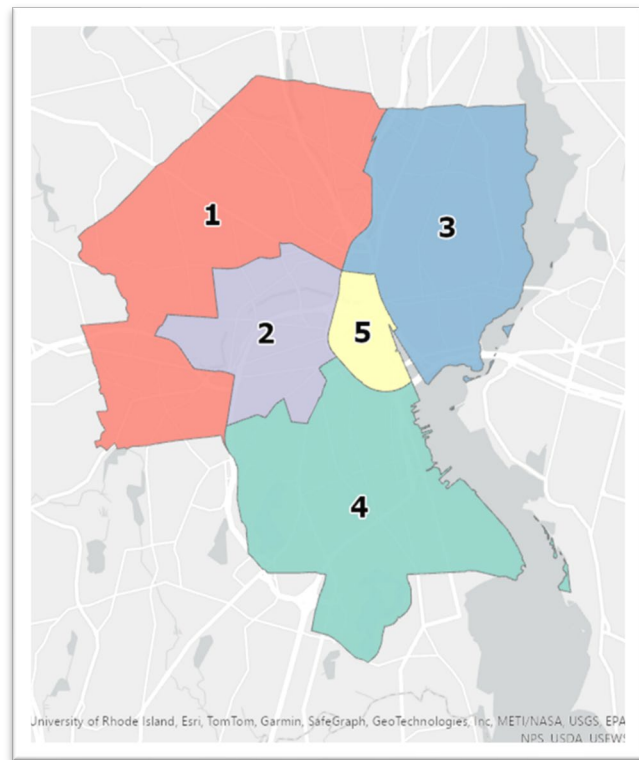 1
3
2
5
4
University of Rhode Island, Esri, TomTom, Garmin, SafeGraph, GeoTechnologies, Inc, METI/NASA, USGS, EPA
NPS, USDA, USFWS